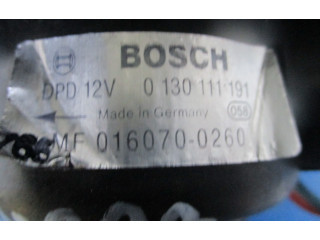 BOSCH
DPD 12V 0 130 111 191
Made in Germany
MF 016070-0260